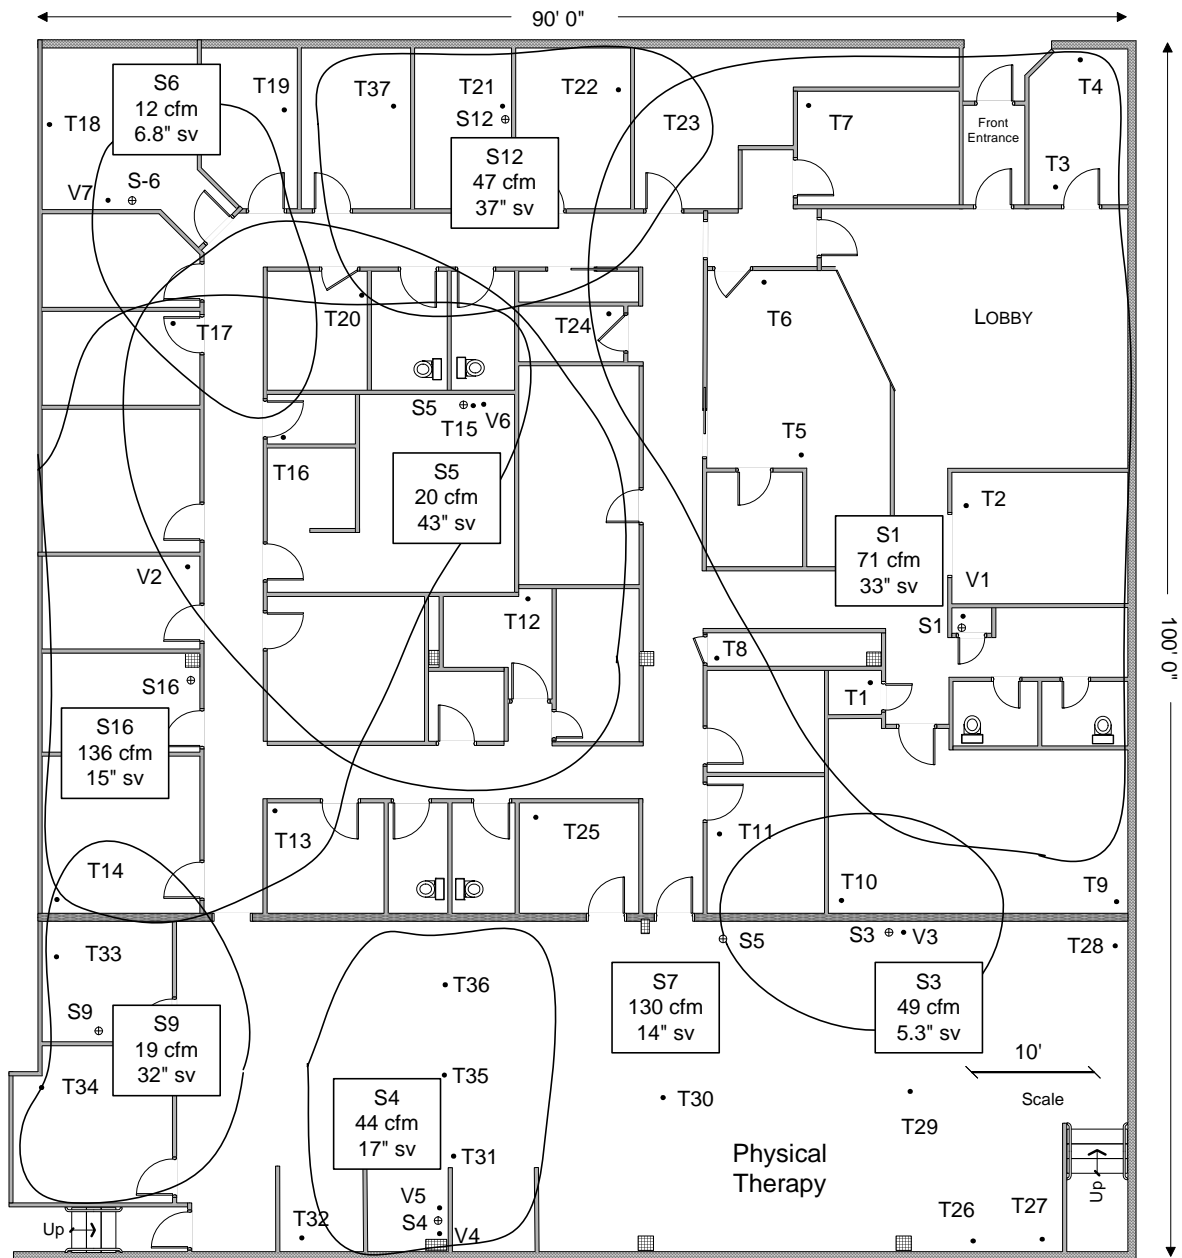 90' 0"
S6
12 cfm
6.8" sv
T18
T19
T37
T21
S12
T22
T23
T7
Front
Entrance
T4
T3
S12
47 cfm
37" sv
V7
S-6
T17
T20
T24
T6
LOBBY
S5
T15
V6
T5
T16
S5
20 cfm
43" sv
T2
S1
71 cfm
33" sv
V2
V1
T12
S1
100' 0"
T8
S16
T1
S16
136 cfm
15" sv
T13
T25
T11
T14
T10
T9
T33
S5
S3
V3
T28
T36
S7
130 cfm
14" sv
S3
49 cfm
5.3" sv
S9
S9
19 cfm
32" sv
10'
T34
T35
S4
44 cfm
17" sv
T30
T29
Scale
T31
Physical
Therapy
V5
S4
V4
T32
T26
T27
Up
Up